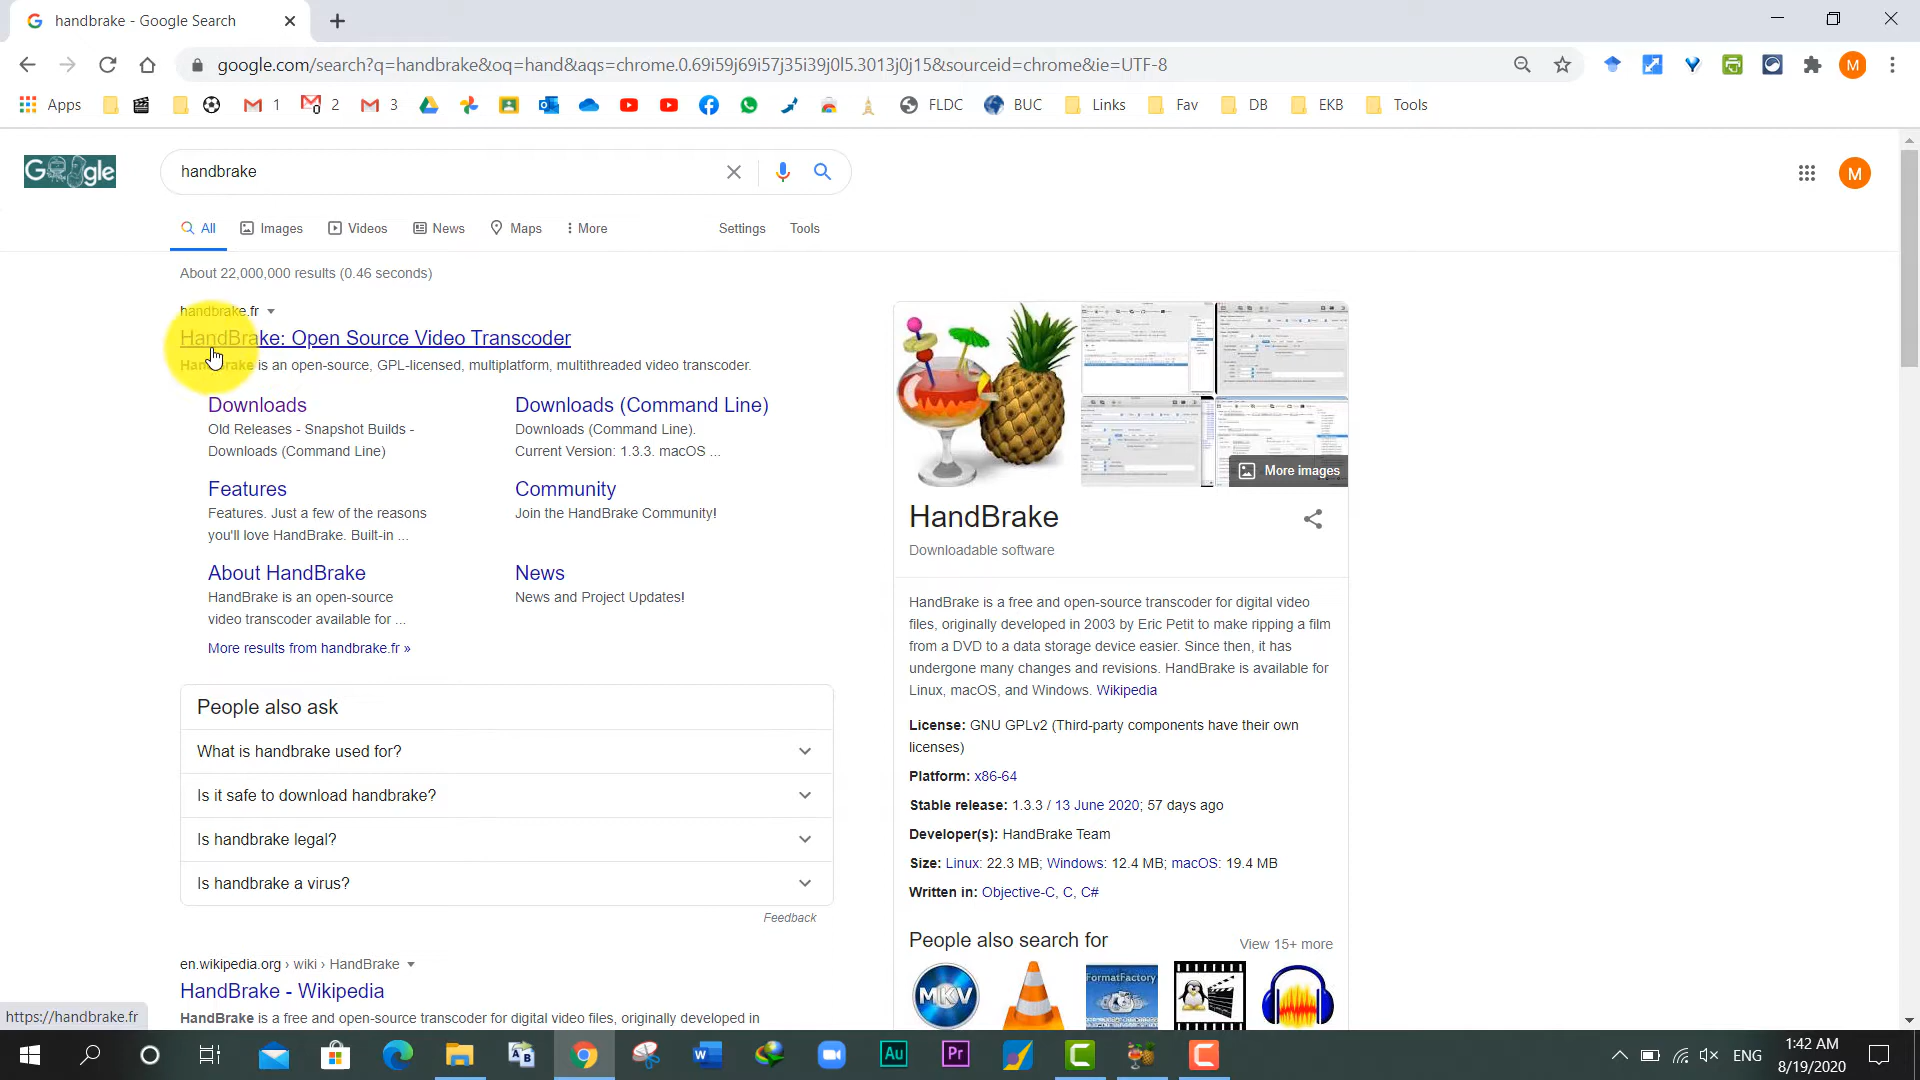 handbrake - Google Search
google.com/search?q=handbrake&oq=hand&aqs=chrome.0.69i59j69i57j35i39j0l5.3013j0j15&sourceid=chrome&ie=UTF-8
M
Apps
1
2
3
FLDC
BUC
Links
Fav
DB
EKB
Tools
Google
handbrake
M
All
Images
Videos
News
Maps
More
Settings
Tools
About 22,000,000 results (0.46 seconds)
handbrake.fr
HandBrake: Open Source Video Transcoder
HandBrake is an open-source, GPL-licensed, multiplatform, multithreaded video transcoder.
Downloads
Old Releases - Snapshot Builds -
Downloads (Command Line)
Downloads (Command Line)
Downloads (Command Line).
Current Version: 1.3.3. macOS ...
Features
Features. Just a few of the reasons
you'll love HandBrake. Built-in ...
Community
Join the HandBrake Community!
About HandBrake
HandBrake is an open-source
video transcoder available for ...
News
News and Project Updates!
More results from handbrake.fr »
People also ask
What is handbrake used for?
Is it safe to download handbrake?
Is handbrake legal?
Is handbrake a virus?
Feedback
en.wikipedia.org › wiki › HandBrake
HandBrake - Wikipedia
HandBrake is a free and open-source transcoder for digital video files, originally developed in
More images
HandBrake
Downloadable software
HandBrake is a free and open-source transcoder for digital video
files, originally developed in 2003 by Eric Petit to make ripping a film
from a DVD to a data storage device easier. Since then, it has
undergone many changes and revisions. HandBrake is available for
Linux, macOS, and Windows. Wikipedia
License: GNU GPLv2 (Third-party components have their own
licenses)
Platform: x86-64
Stable release: 1.3.3 / 13 June 2020; 57 days ago
Developer(s): HandBrake Team
Size: Linux: 22.3 MB; Windows: 12.4 MB; macOS: 19.4 MB
Written in: Objective-C, C, C#
People also search for
View 15+ more
MKV
FormatFactory
https://handbrake.fr
Au
Pr
ENG
1:42 AM
8/19/2020